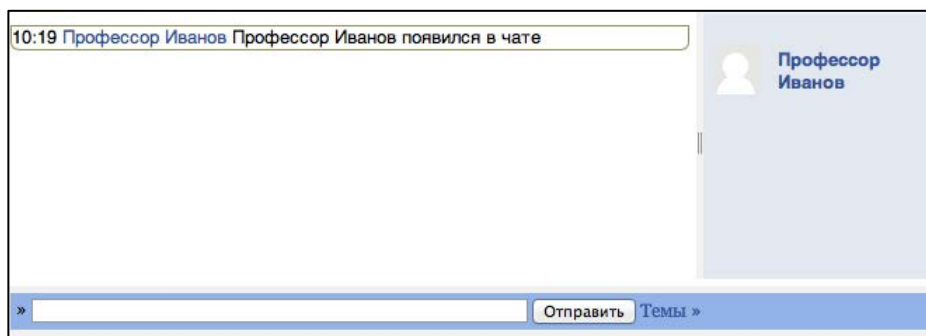 10:19 Профессор Иванов Профессор Иванов появился в чате
Профессор
Иванов
» Отправить Темы »